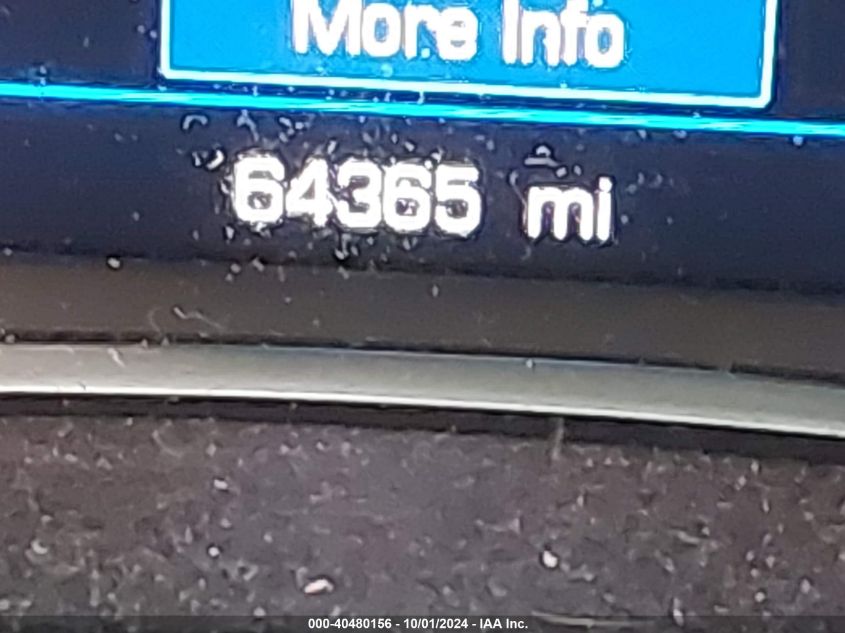 More Info
64365 mi
000-40480156 - 10/01/2024 - IAA Inc.